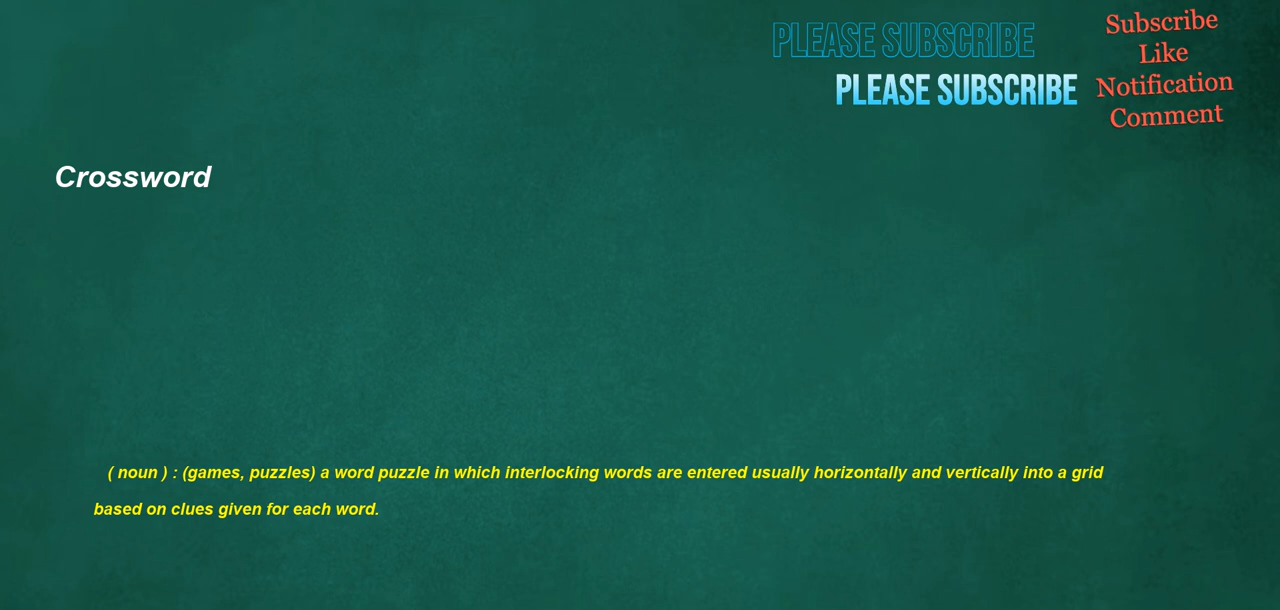 PLEASE SUBSCRIBE
PLEASE SUBSCRIBE
Subscribe
Like
Notification
Comment
Crossword
( noun ) : (games, puzzles) a word puzzle in which interlocking words are entered usually horizontally and vertically into a grid
based on clues given for each word.